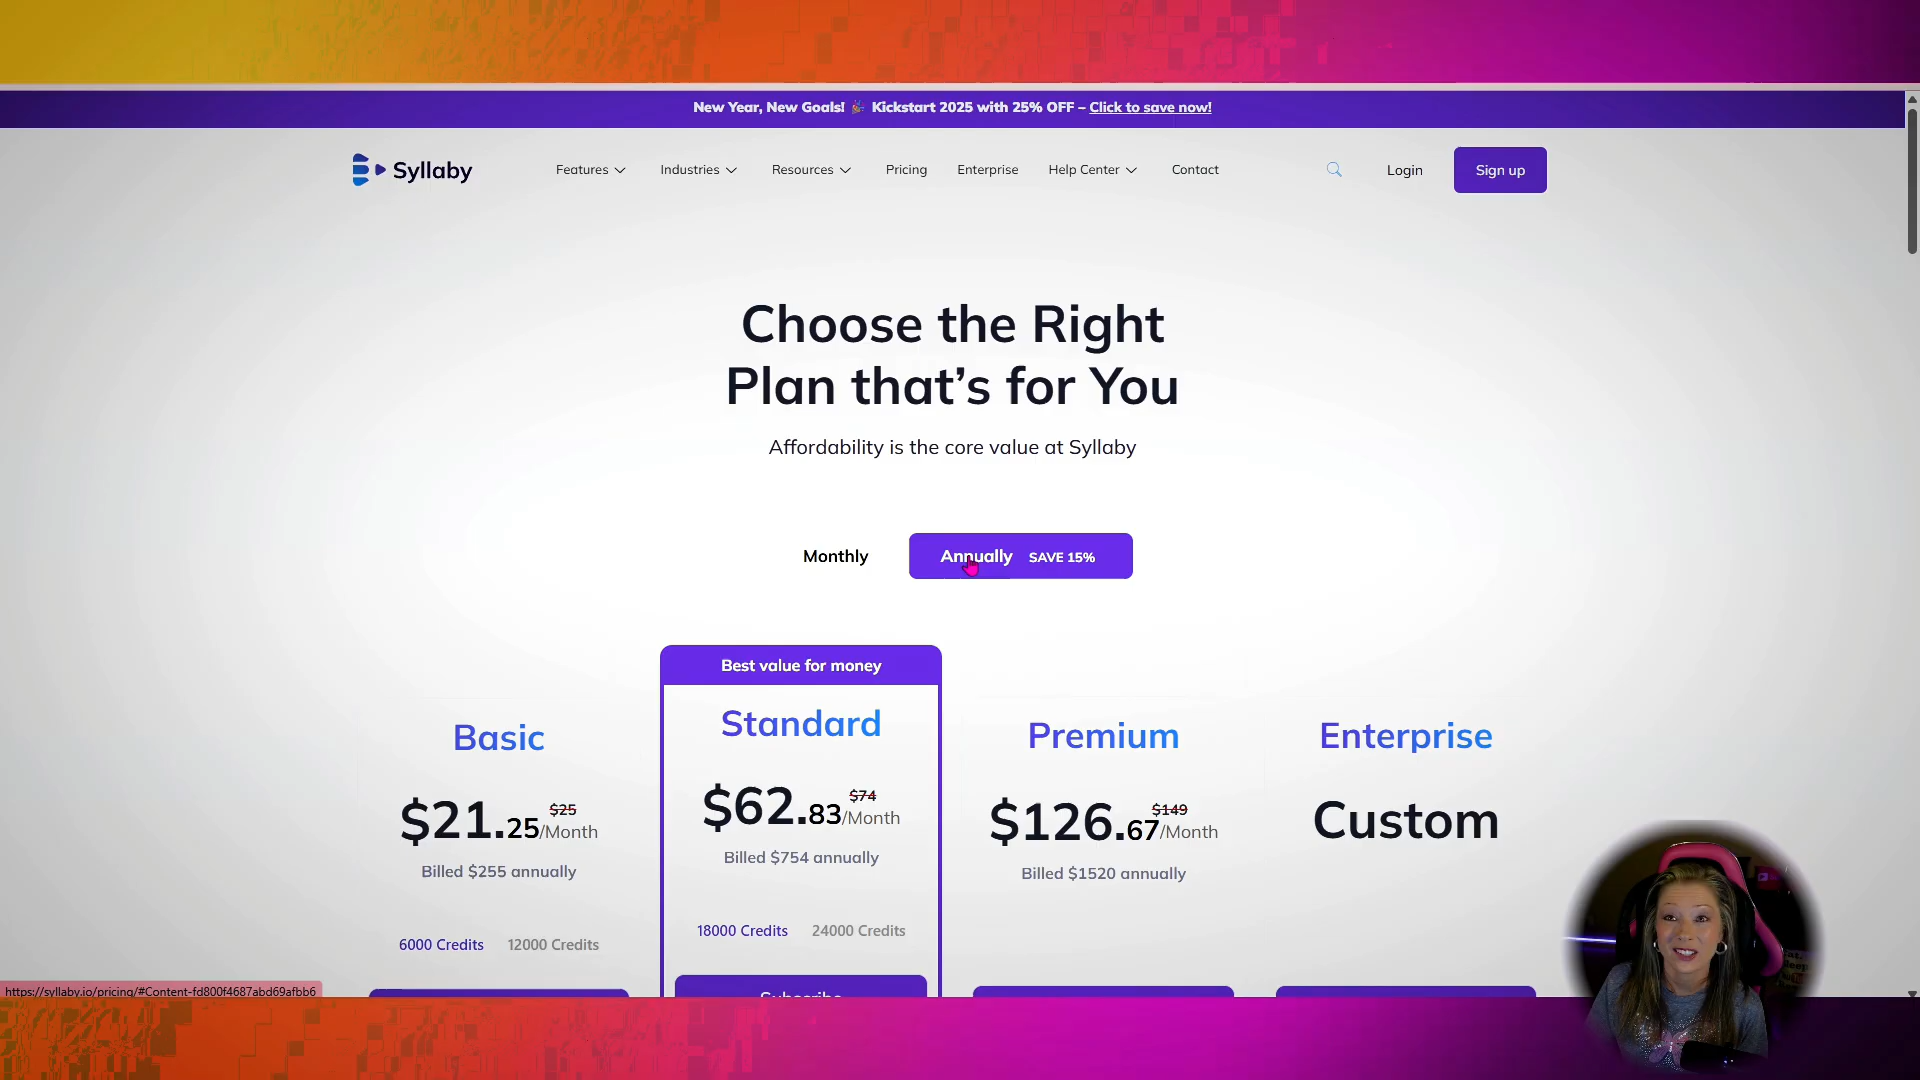 New Year, New Goals! 🎉 Kickstart 2025 with 25% OFF – Click to save now!
Syllaby
Features
Industries
Resources
Pricing
Enterprise
Help Center
Contact
Login
Sign up
Choose the Right
Plan that’s for You
Affordability is the core value at Syllaby
Monthly
Annually SAVE 15%
Best value for money
Basic
$21.25/Month $25
Billed $255 annually
6000 Credits 12000 Credits
Standard
$62.83/Month $74
Billed $754 annually
18000 Credits 24000 Credits
Subscribe
Premium
$126.67/Month $149
Billed $1520 annually
Enterprise
Custom
https://syllaby.io/pricing/#Content-fd800f4687abd69afbb6